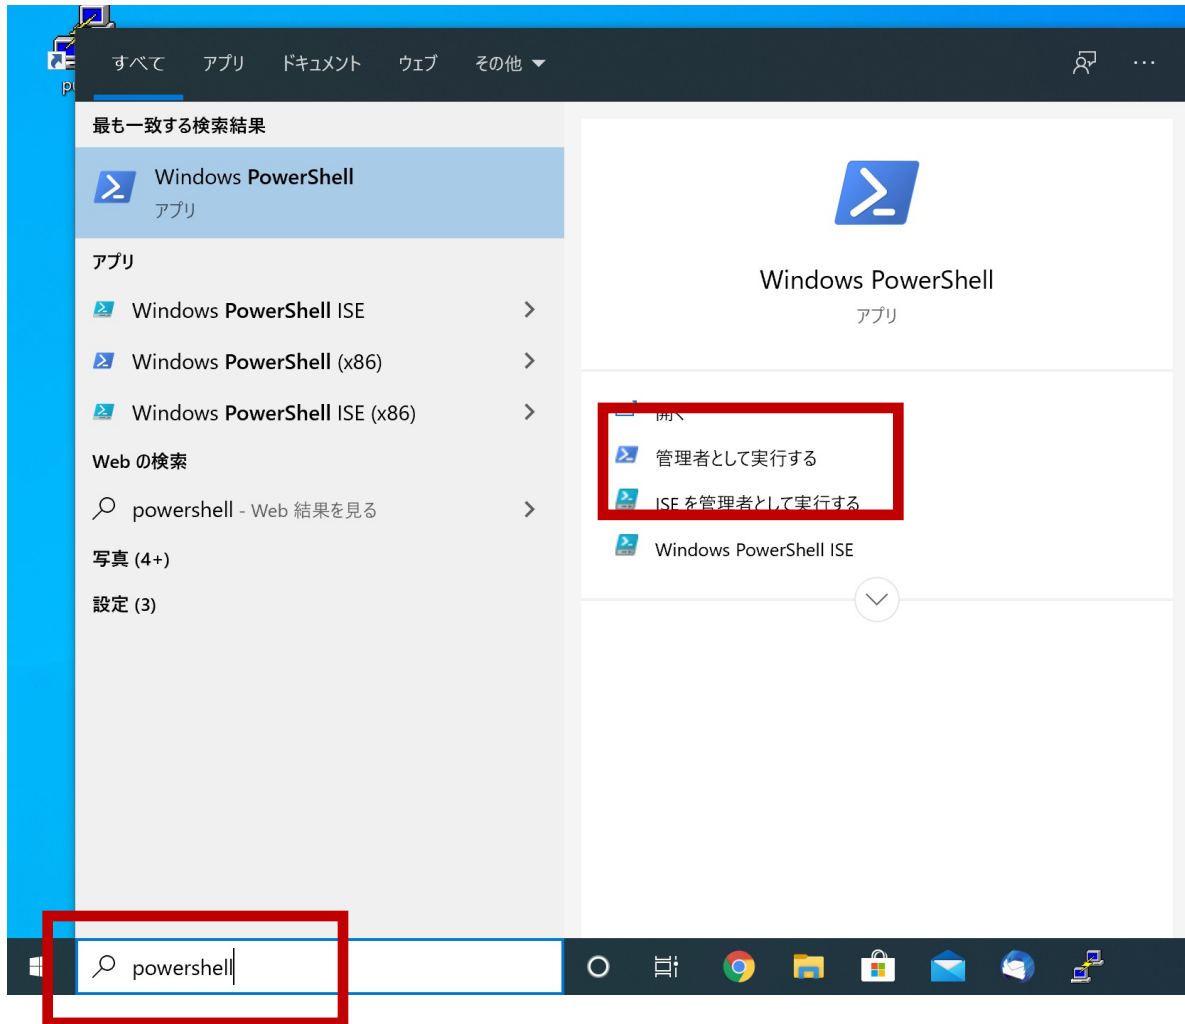 すべて アプリ ドキュメント ウェブ その他
最も一致する検索結果
Windows PowerShell
アプリ
アプリ
Windows PowerShell ISE
Windows PowerShell (x86)
Windows PowerShell ISE (x86)
Web の検索
powershell - Web 結果を見る
写真 (4+)
設定 (3)
Windows PowerShell
アプリ
開く
管理者として実行する
ISE を管理者として実行する
Windows PowerShell ISE
powershell